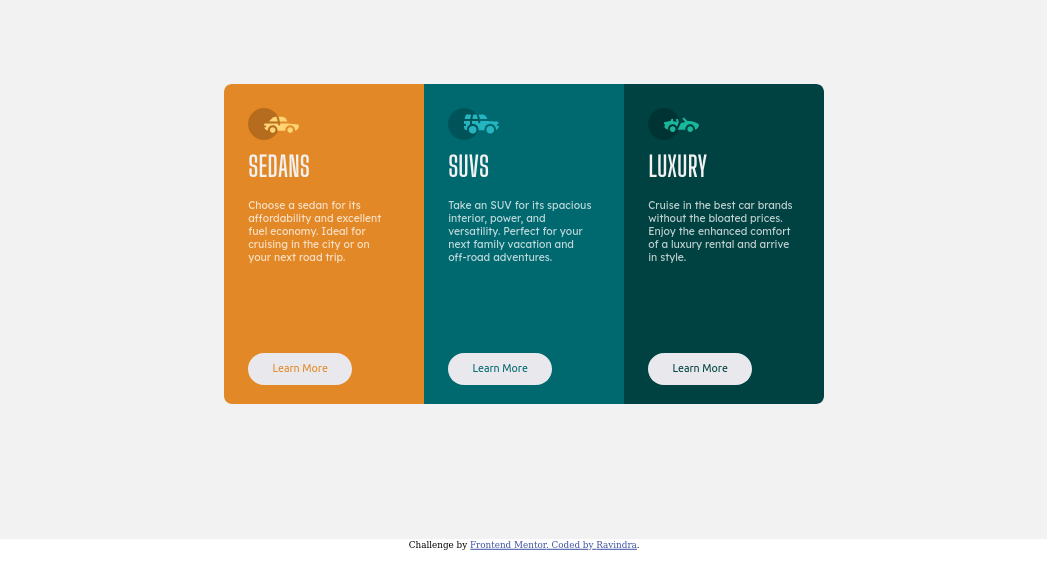 SEDANS
Choose a sedan for its
affordability and excellent
fuel economy. Ideal for
cruising in the city or on
your next road trip.
Learn More
SUVS
Take an SUV for its spacious
interior, power, and
versatility. Perfect for your
next family vacation and
off-road adventures.
Learn More
LUXURY
Cruise in the best car brands
without the bloated prices.
Enjoy the enhanced comfort
of a luxury rental and arrive
in style.
Learn More
Challenge by Frontend Mentor. Coded by Ravindra.